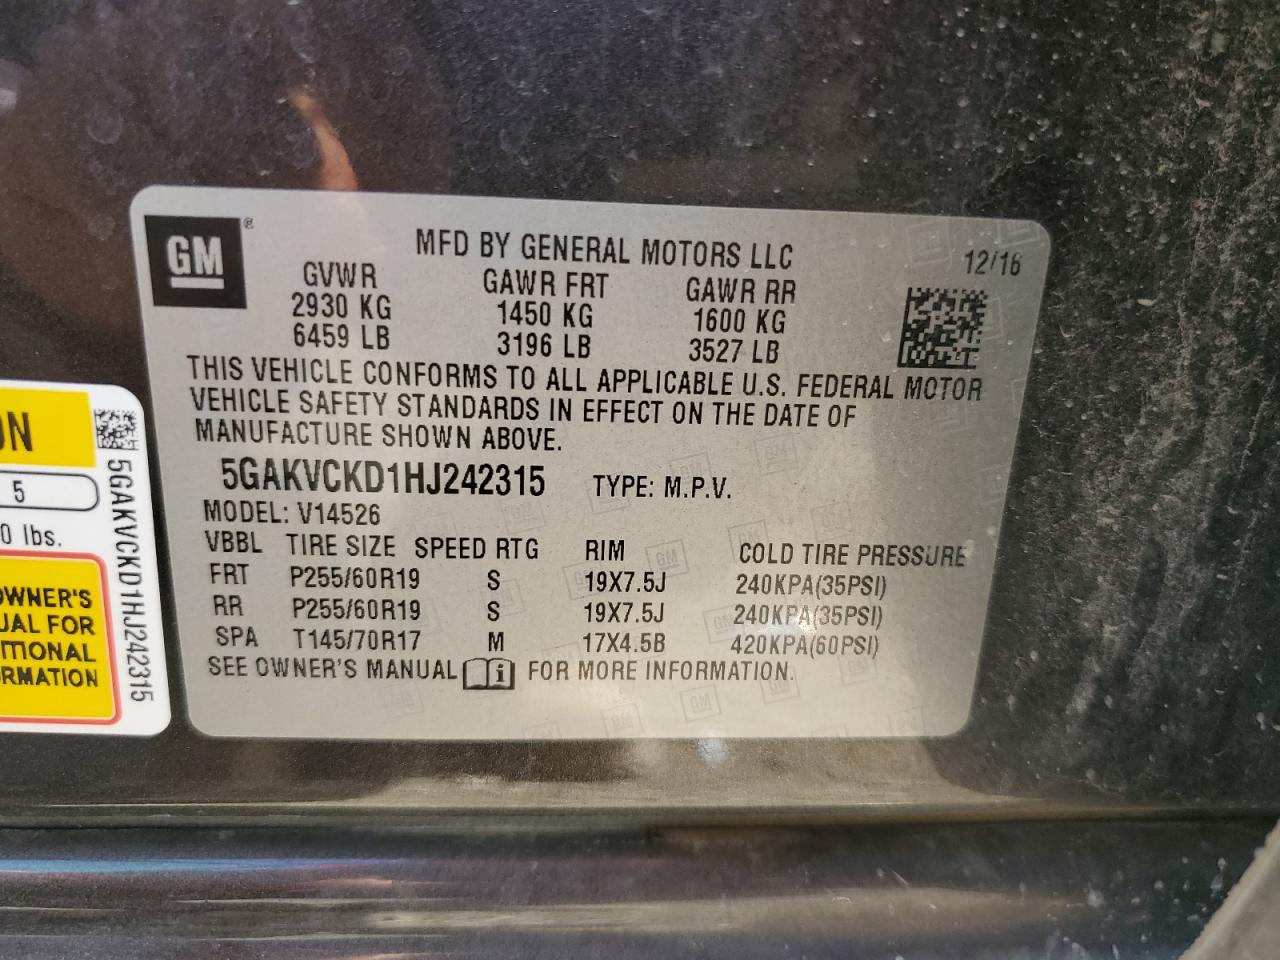 GM
MFD BY GENERAL MOTORS LLC
12/16
GVWR GAWR FRT GAWR RR
2930 KG 1450 KG 1600 KG
6459 LB 3196 LB 3527 LB
THIS VEHICLE CONFORMS TO ALL APPLICABLE U.S. FEDERAL MOTOR
VEHICLE SAFETY STANDARDS IN EFFECT ON THE DATE OF
MANUFACTURE SHOWN ABOVE.
5GAKVCKD1HJ242315 TYPE: M.P.V.
MODEL: V14526
VBBL TIRE SIZE SPEED RTG RIM COLD TIRE PRESSURE
FRT P255/60R19 S 19X7.5J 240KPA(35PSI)
RR P255/60R19 S 19X7.5J 240KPA(35PSI)
SPA T145/70R17 M 17X4.5B 420KPA(60PSI)
SEE OWNER'S MANUAL i FOR MORE INFORMATION.
5
0 lbs.
5GAKVCKD1HJ242315